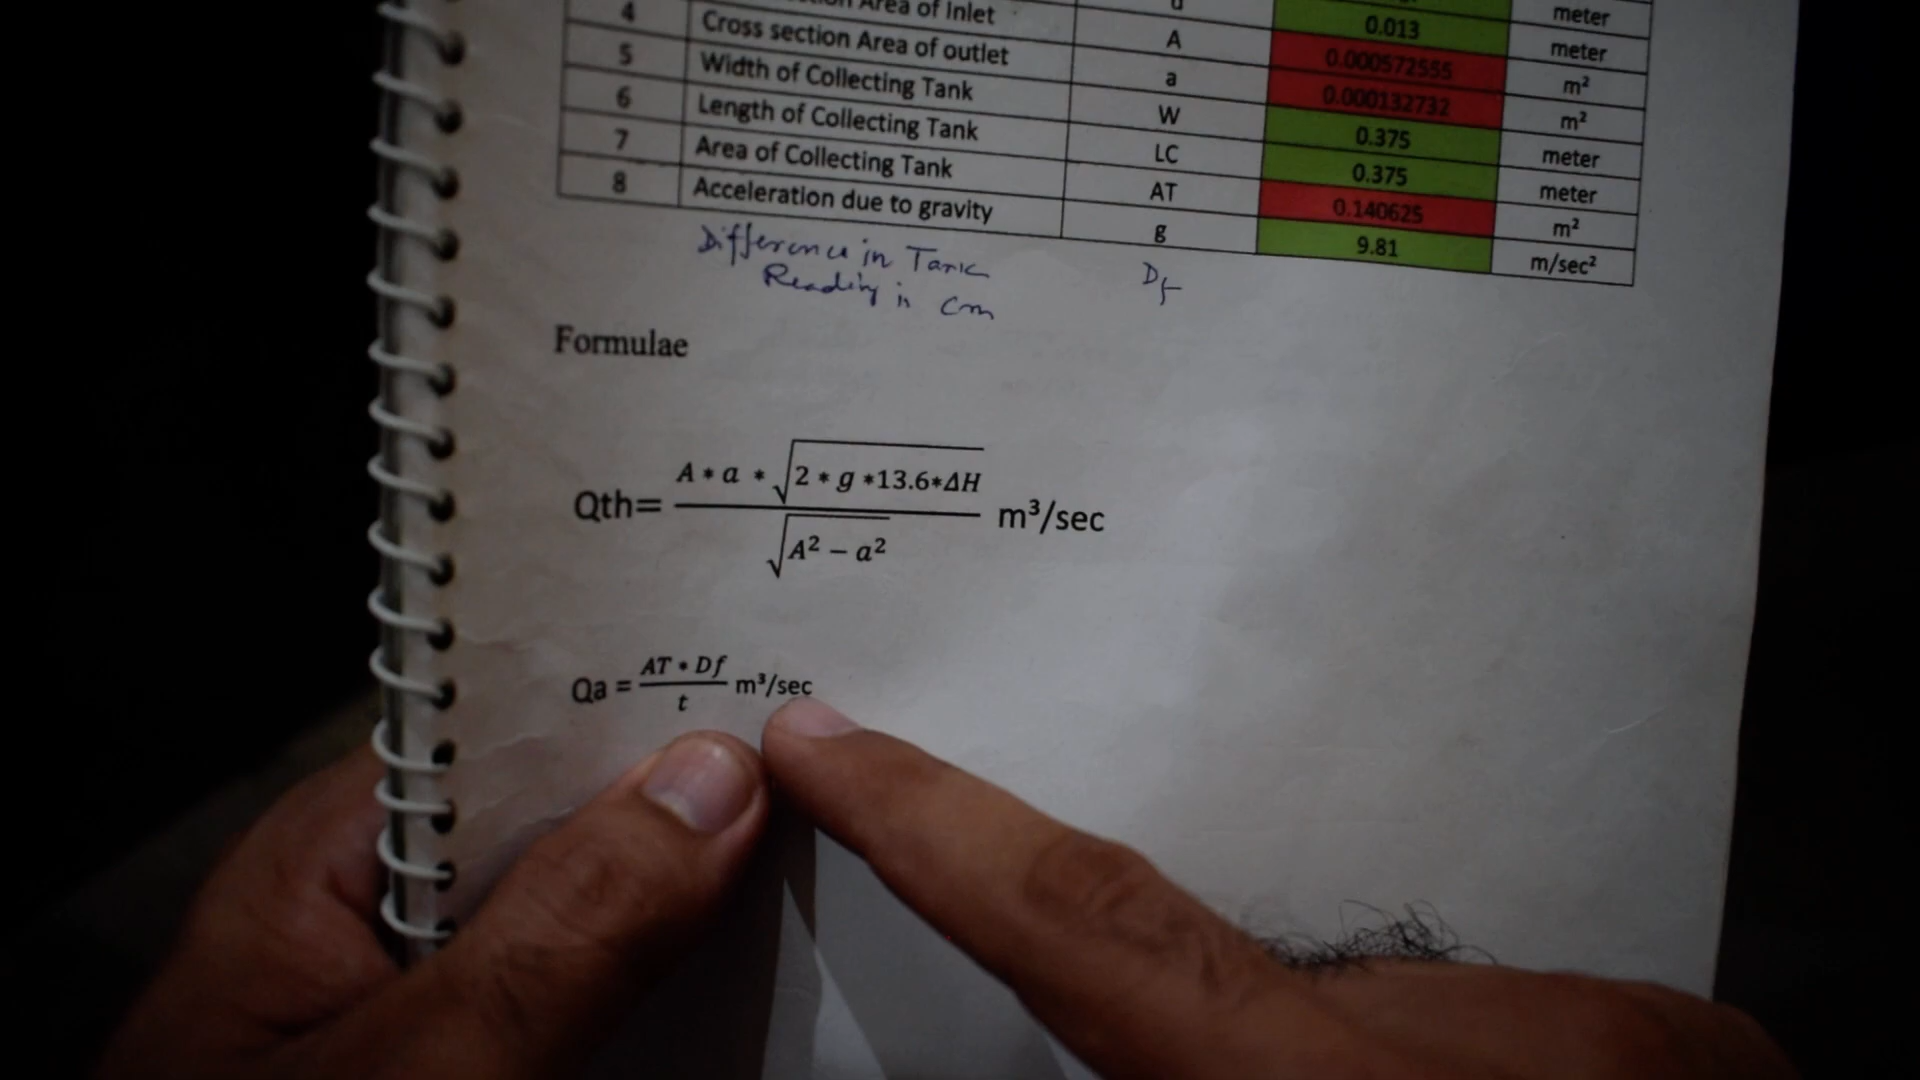 Area of Inlet A 0.013 meter
4 Cross section Area of outlet a 0.000572555 meter
5 Width of Collecting Tank W 0.000132732 m²
6 Length of Collecting Tank LC 0.375 m²
7 Area of Collecting Tank AT 0.375 meter
8 Acceleration due to gravity g 0.140625 meter
9.81 m²
m/sec²
Difference in Tank Df
Reading in cm
Formulae
Qth= A * a * √2 * g *13.6*ΔH / √A² − a² m³/sec
Qa = AT * Df / t m³/sec